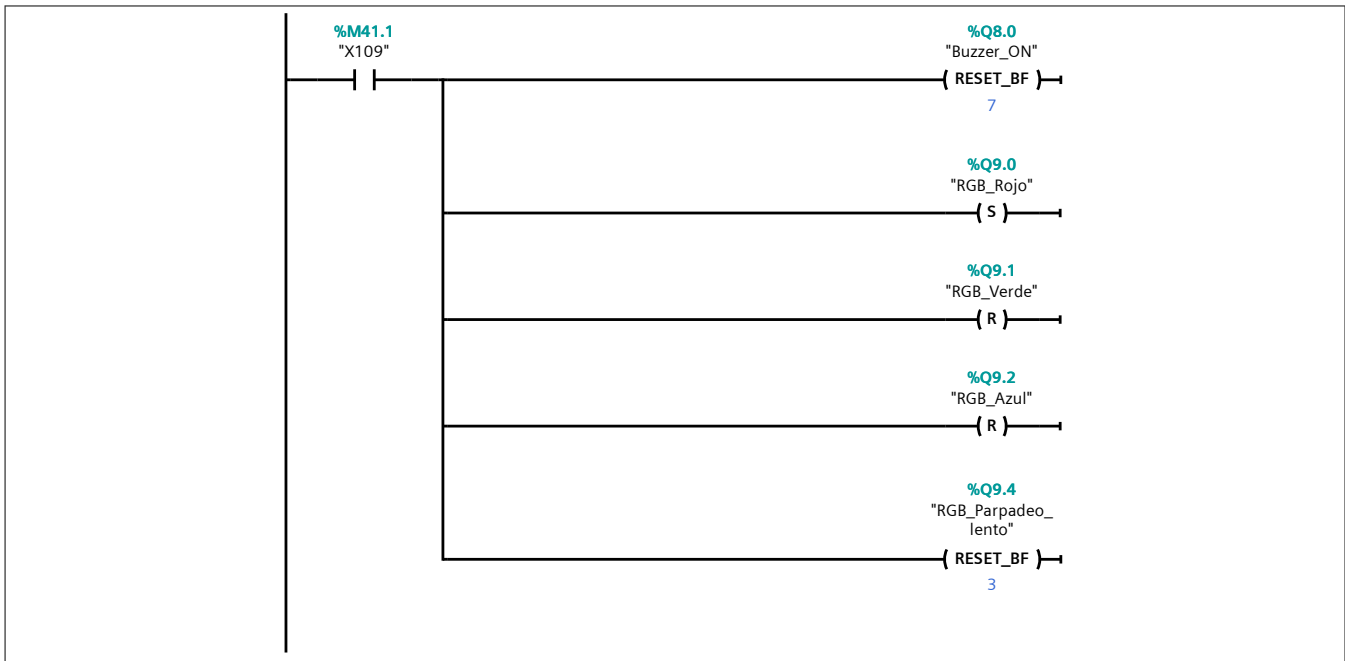 %M41.1
"X109"
%Q8.0
"Buzzer_ON"
RESET_BF
7
%Q9.0
"RGB_Rojo"
S
%Q9.1
"RGB_Verde"
R
%Q9.2
"RGB_Azul"
R
%Q9.4
"RGB_Parpadeo_
lento"
RESET_BF
3